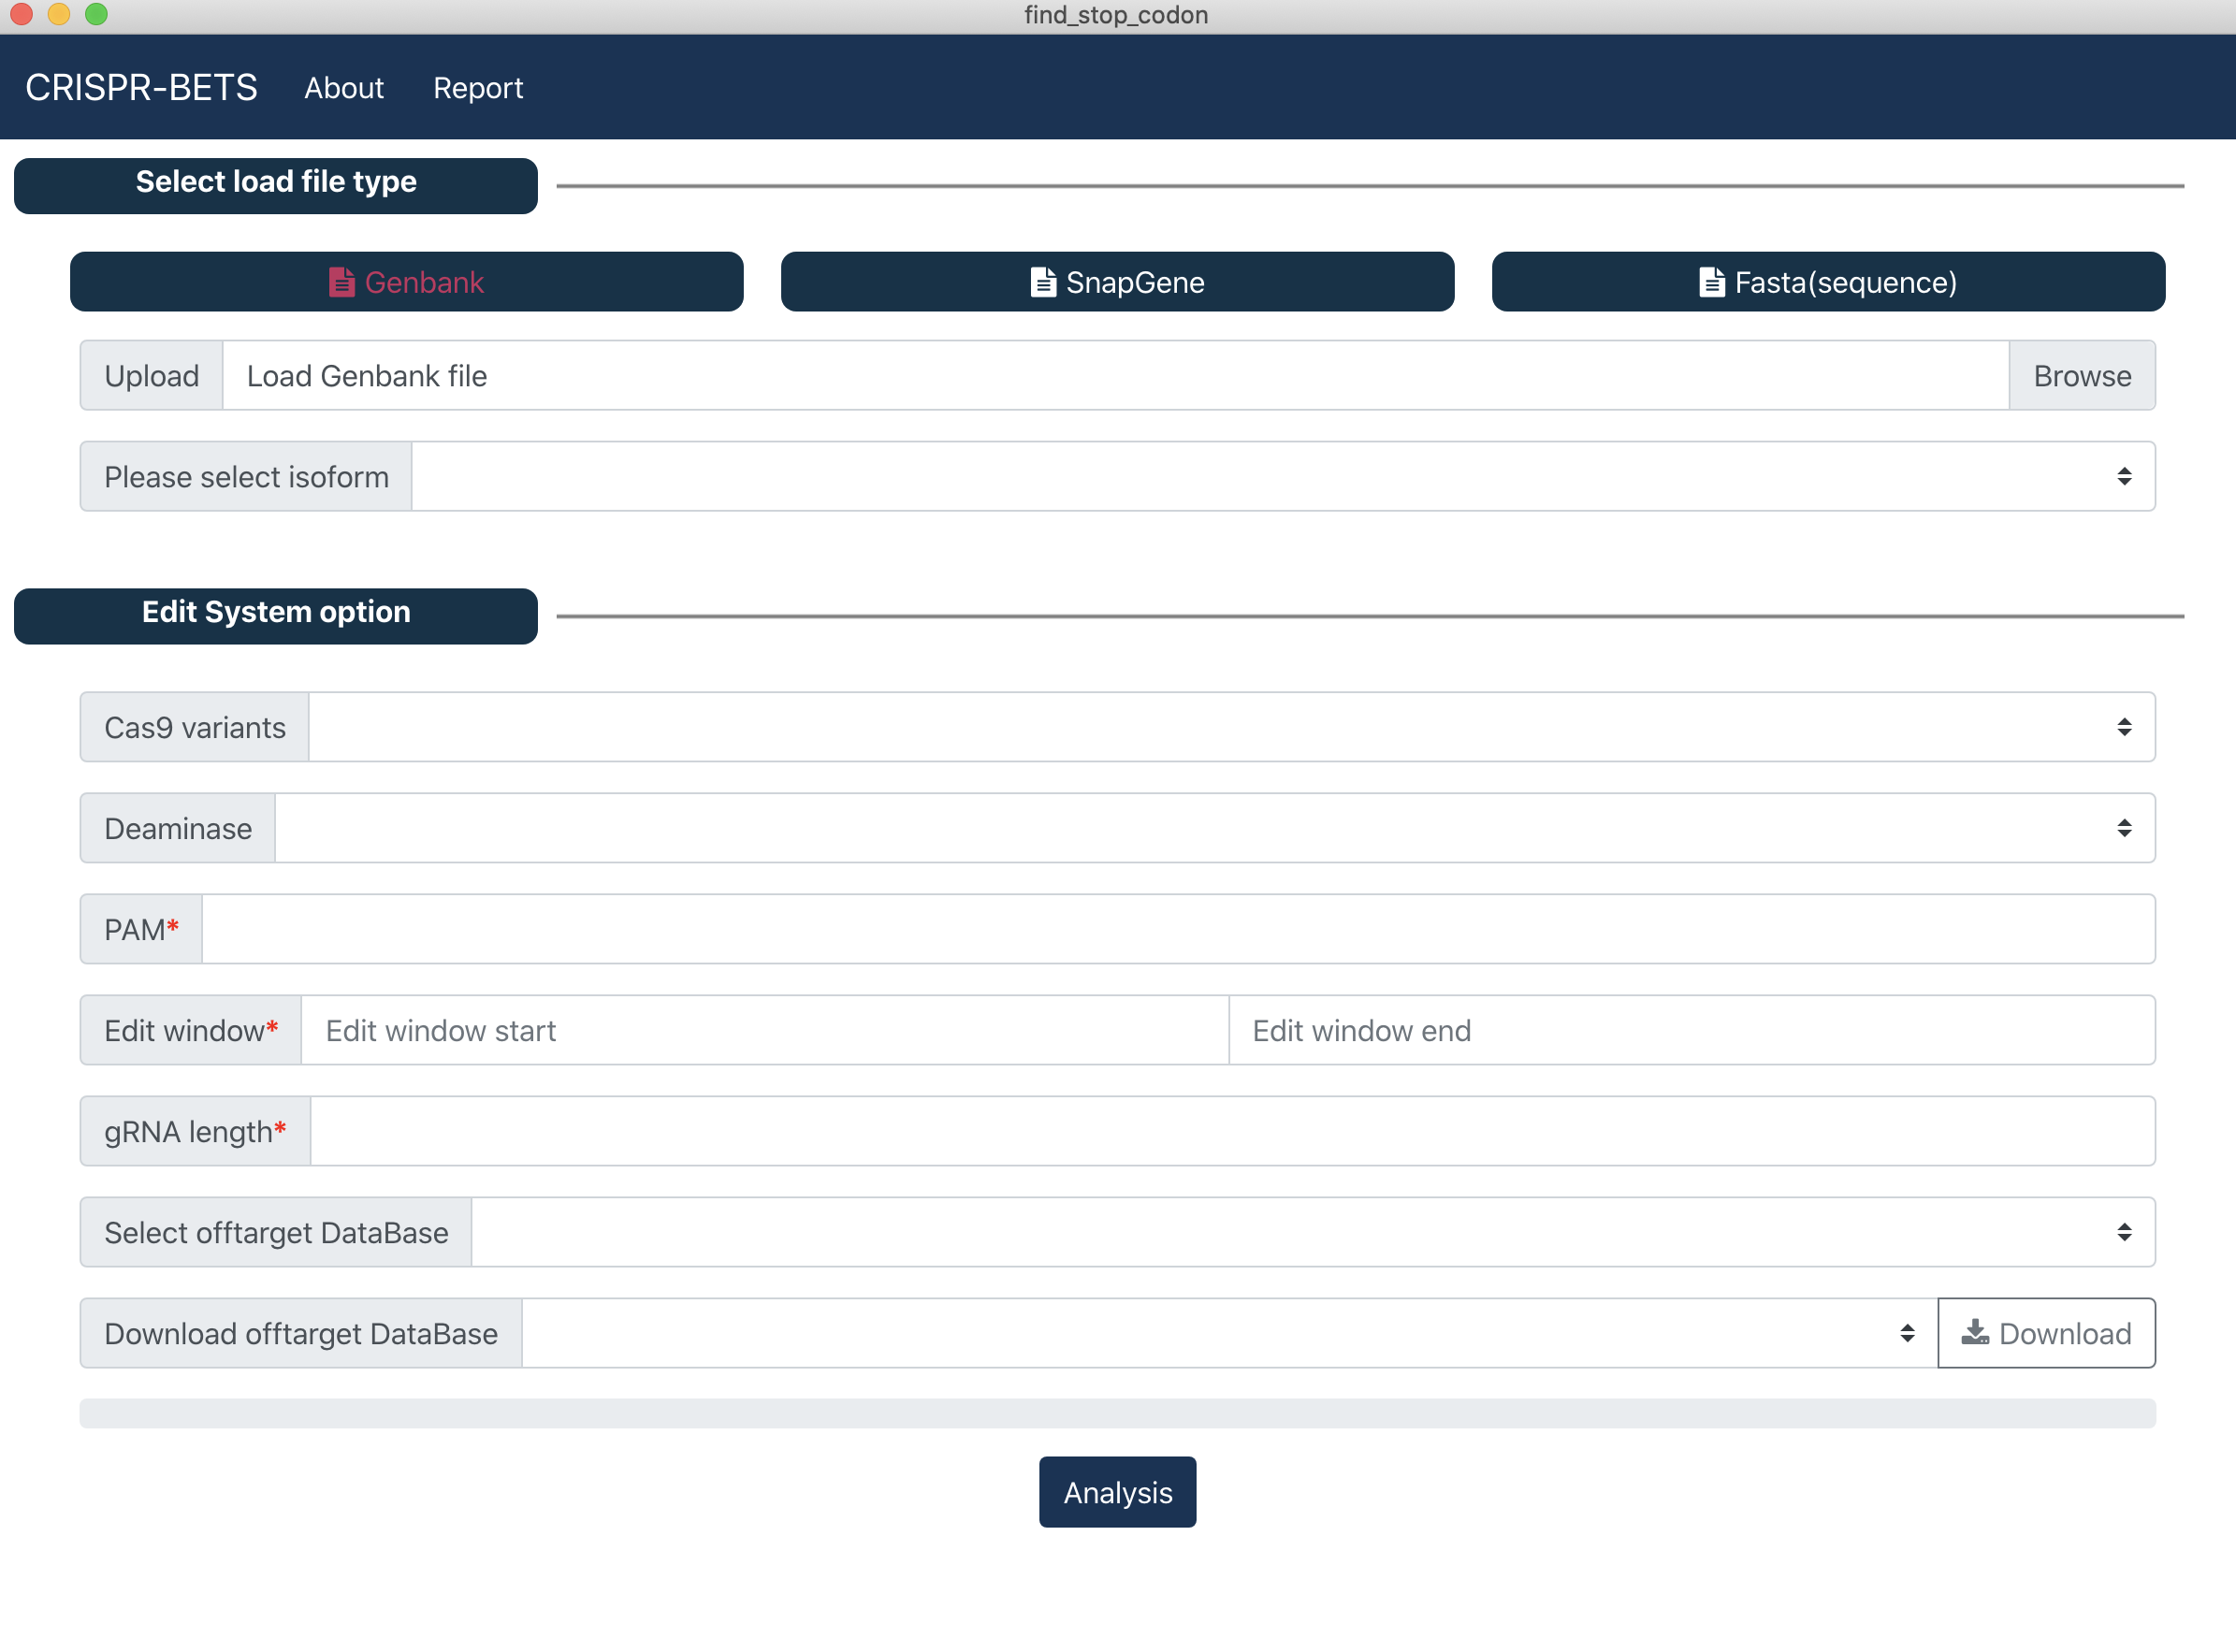 find_stop_codon
CRISPR-BETS About Report
Select load file type
Genbank SnapGene Fasta(sequence)
Upload Load Genbank file Browse
Please select isoform
Edit System option
Cas9 variants
Deaminase
PAM*
Edit window* Edit window start Edit window end
gRNA length*
Select offtarget DataBase
Download offtarget DataBase Download
Analysis